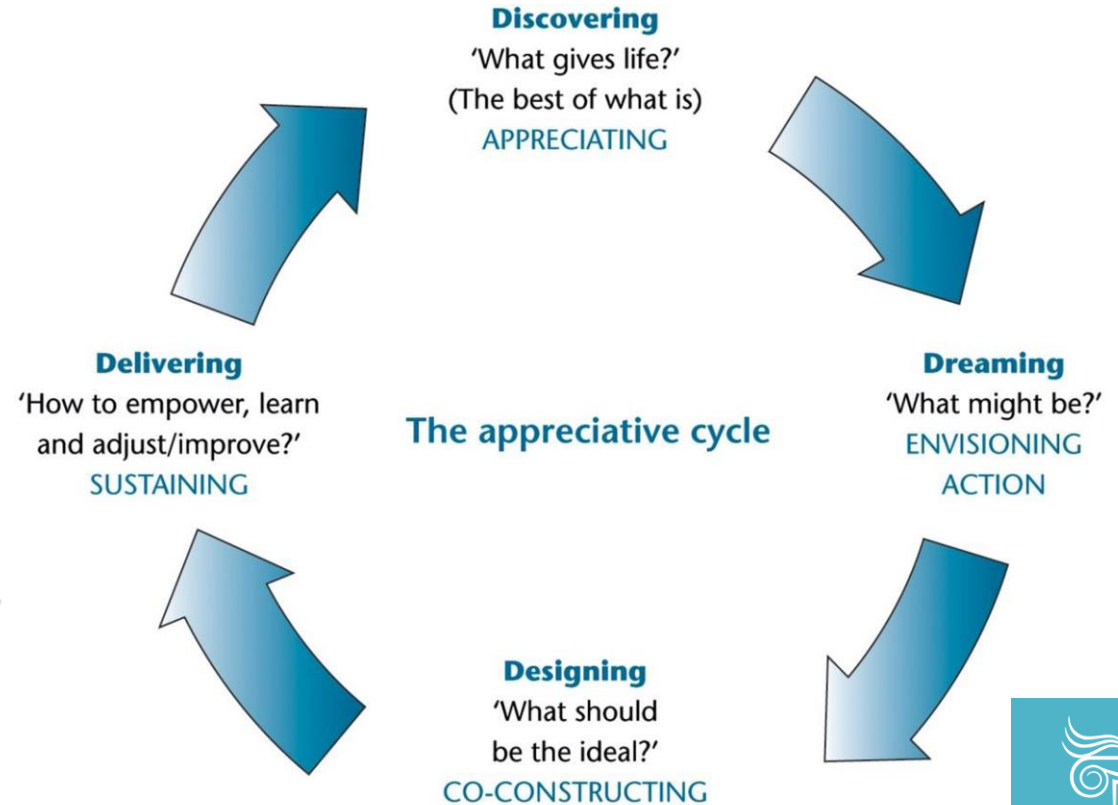 Discovering
‘What gives life?’
(The best of what is)
APPRECIATING
Dreaming
‘What might be?’
ENVISIONING
ACTION
Designing
‘What should
be the ideal?’
CO-CONSTRUCTING
Delivering
‘How to empower, learn
and adjust/improve?’
SUSTAINING
The appreciative cycle